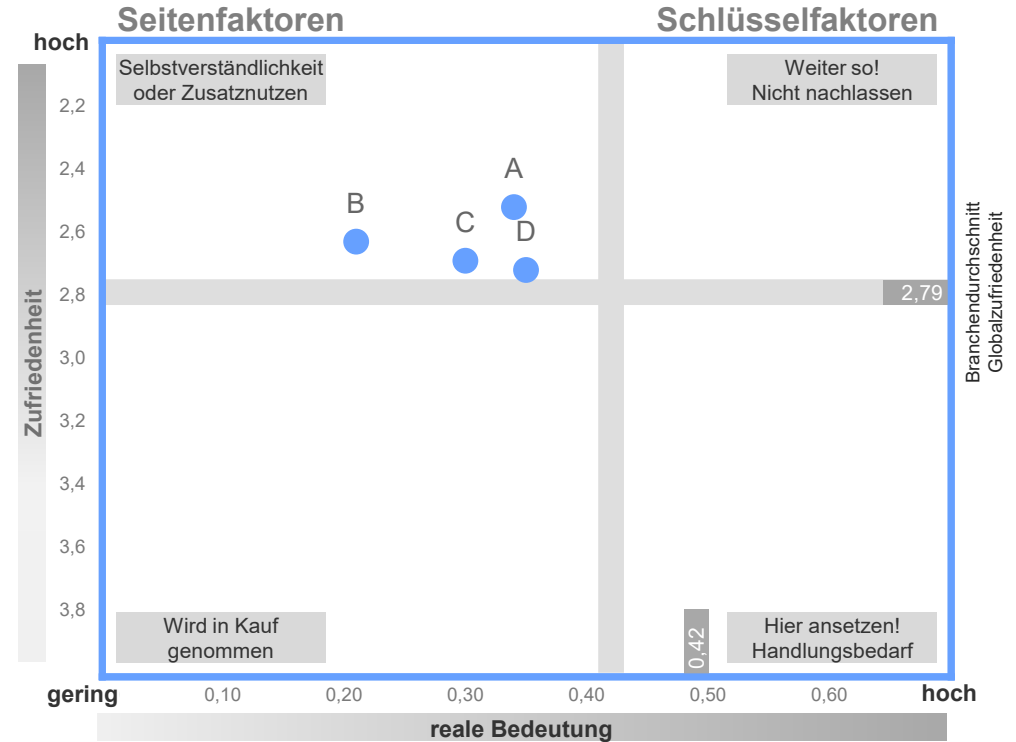 Seitenfaktoren
Schlüsselfaktoren
hoch
Selbstverständlichkeit
oder Zusatznutzen
Weiter so!
Nicht nachlassen
2,2
2,4
2,6
2,8
3,0
3,2
3,4
3,6
3,8
Zufriedenheit
A
B
C
D
2,79
Branchendurchschnitt
Globalzufriedenheit
Wird in Kauf
genommen
0,42
Hier ansetzen!
Handlungsbedarf
gering
0,10
0,20
0,30
0,40
0,50
0,60
hoch
reale Bedeutung